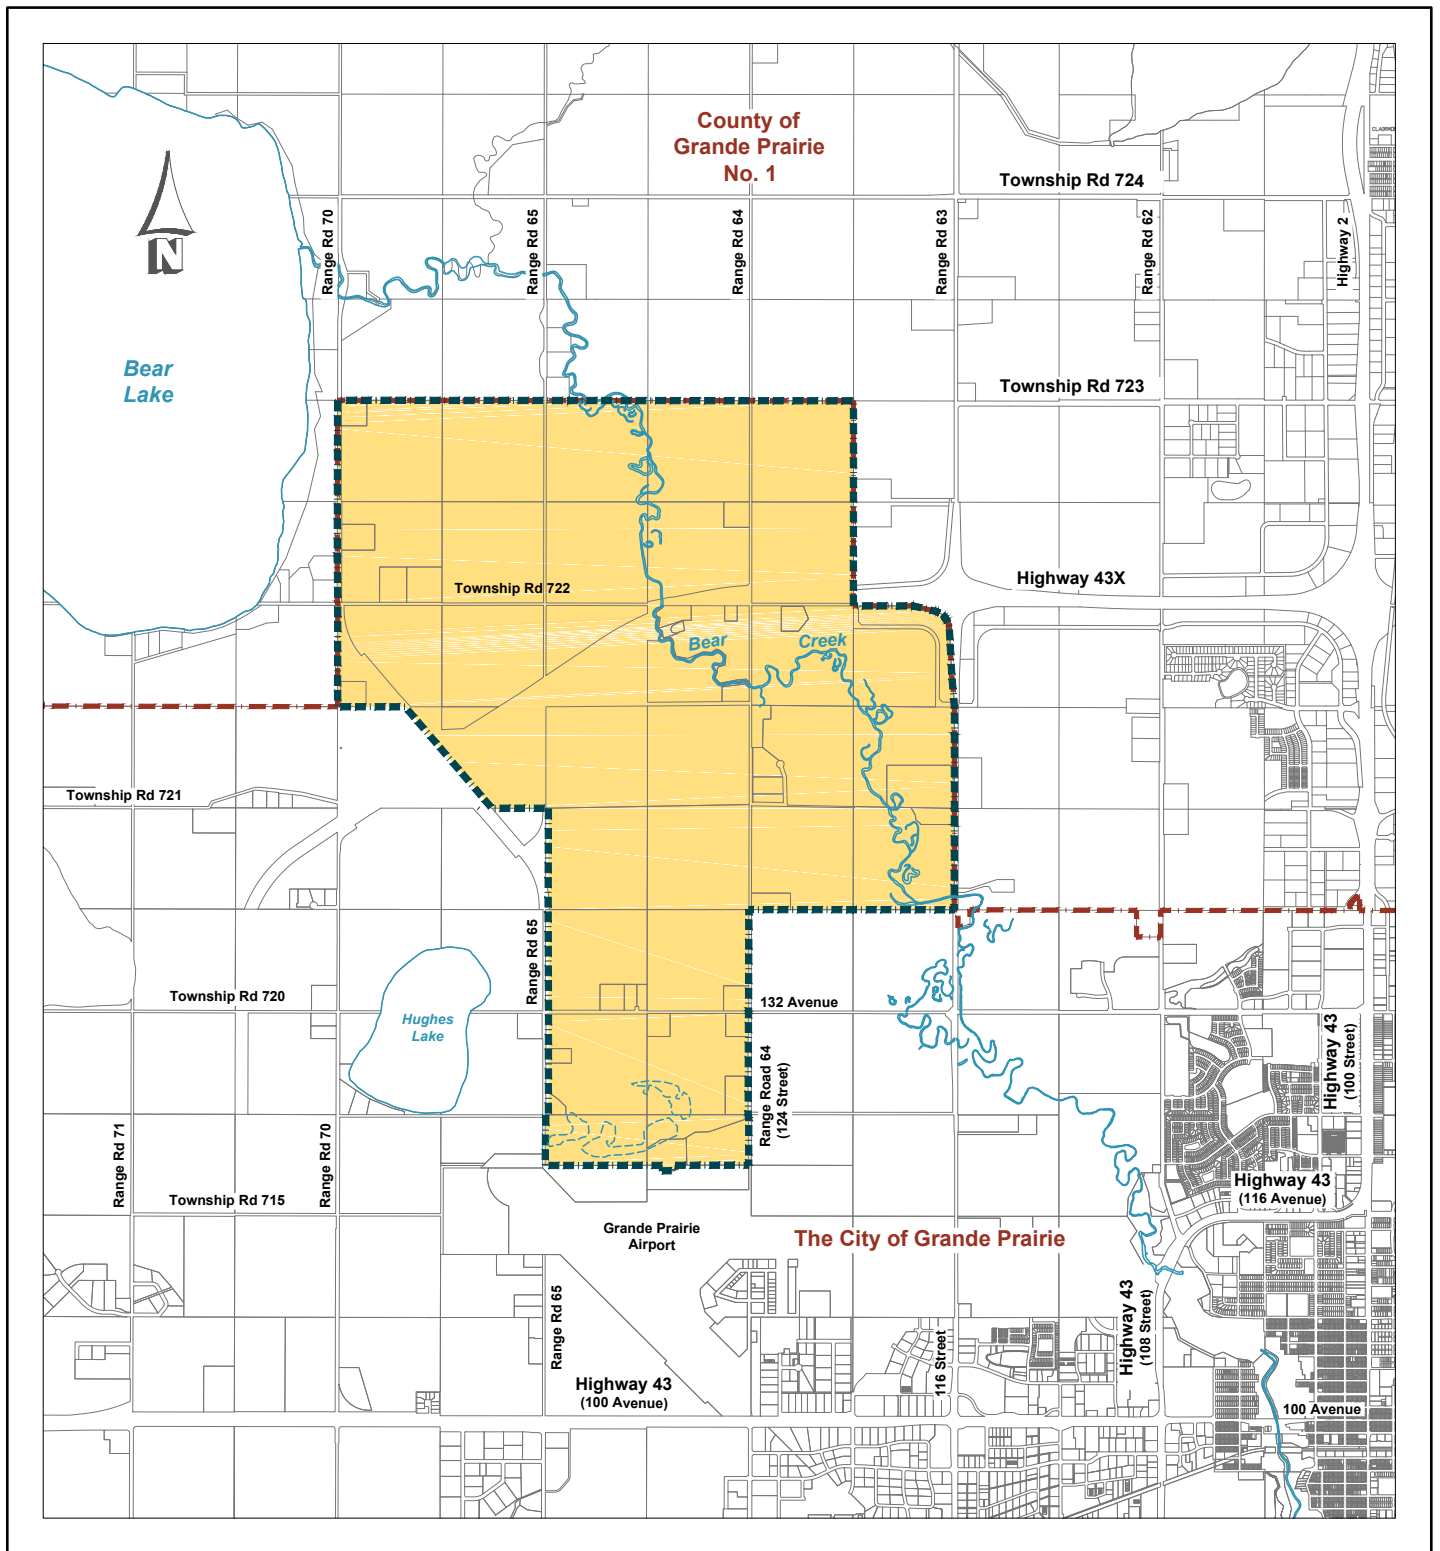 County of
Grande Prairie
No. 1
CLAIRMO
Township Rd 724
N
Range Rd 70
Range Rd 65
Range Rd 64
Range Rd 63
Range Rd 62
Highway 2
Bear
Lake
Township Rd 723
Highway 43X
Township Rd 722
Bear
Creek
Township Rd 721
Range Rd 65
Township Rd 720
132 Avenue
Hughes
Lake
Highway 43
(100 Street)
Range Road 64
(124 Street)
Range Rd 71
Range Rd 70
Township Rd 715
Highway 43
(116 Avenue)
Grande Prairie
Airport
The City of Grande Prairie
Range Rd 65
Highway 43
(108 Street)
116 Street
Highway 43
(100 Avenue)
100 Avenue